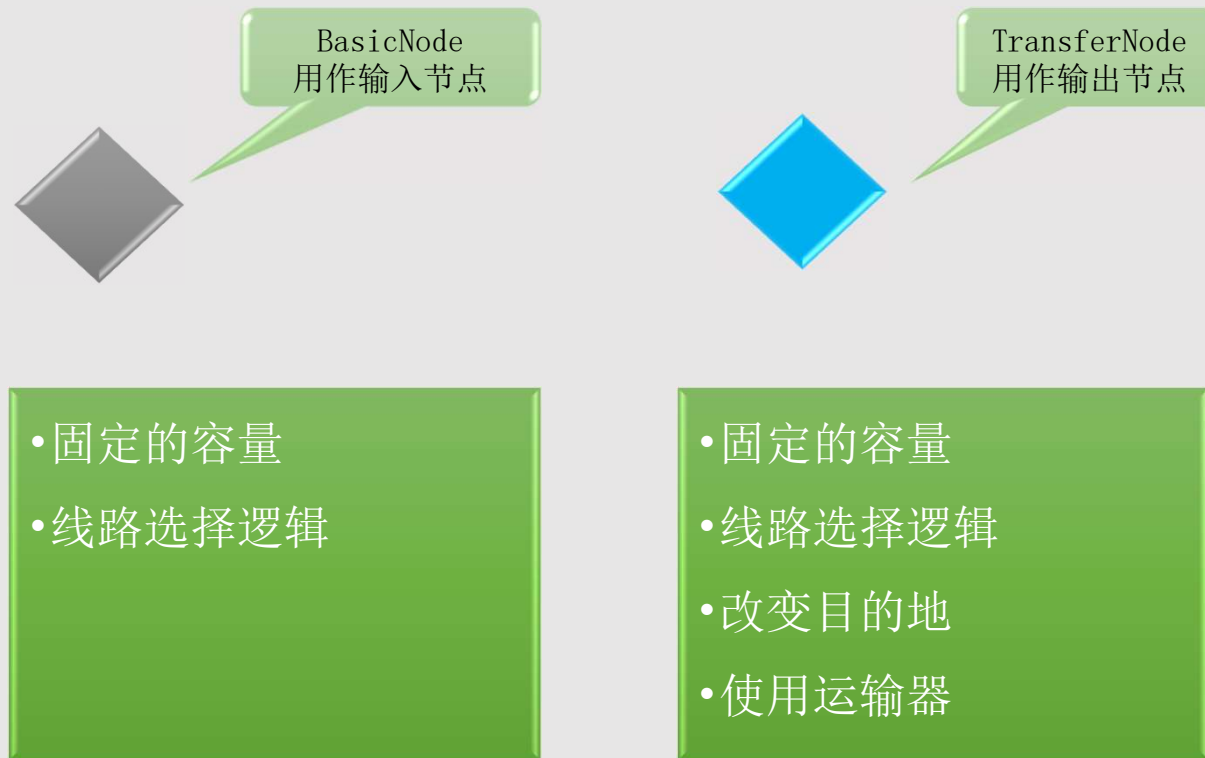 BasicNode
用作输入节点
TransferNode
用作输出节点
•固定的容量
•线路选择逻辑
•固定的容量
•线路选择逻辑
•改变目的地
•使用运输器